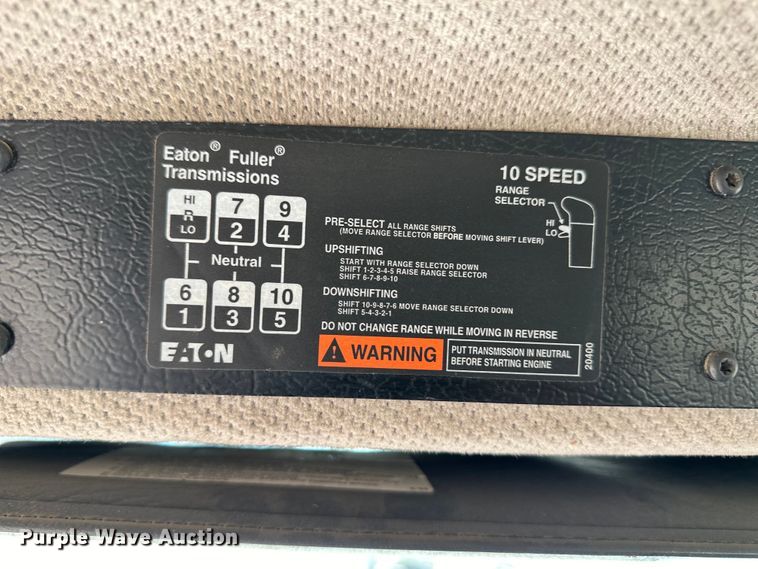 Eaton® Fuller®
Transmissions
10 SPEED
RANGE
SELECTOR
HI
LO
HI
R
LO
7
2
9
4
Neutral
6
1
8
3
10
5
PRE-SELECT ALL RANGE SHIFTS
(MOVE RANGE SELECTOR BEFORE MOVING SHIFT LEVER)
UPSHIFTING
START WITH RANGE SELECTOR DOWN
SHIFT 1-2-3-4-5 RAISE RANGE SELECTOR
SHIFT 6-7-8-9-10
DOWNSHIFTING
SHIFT 10-9-8-7-6 MOVE RANGE SELECTOR DOWN
SHIFT 5-4-3-2-1
DO NOT CHANGE RANGE WHILE MOVING IN REVERSE
EATON
WARNING
PUT TRANSMISSION IN NEUTRAL
BEFORE STARTING ENGINE
20400
Purple Wave Auction